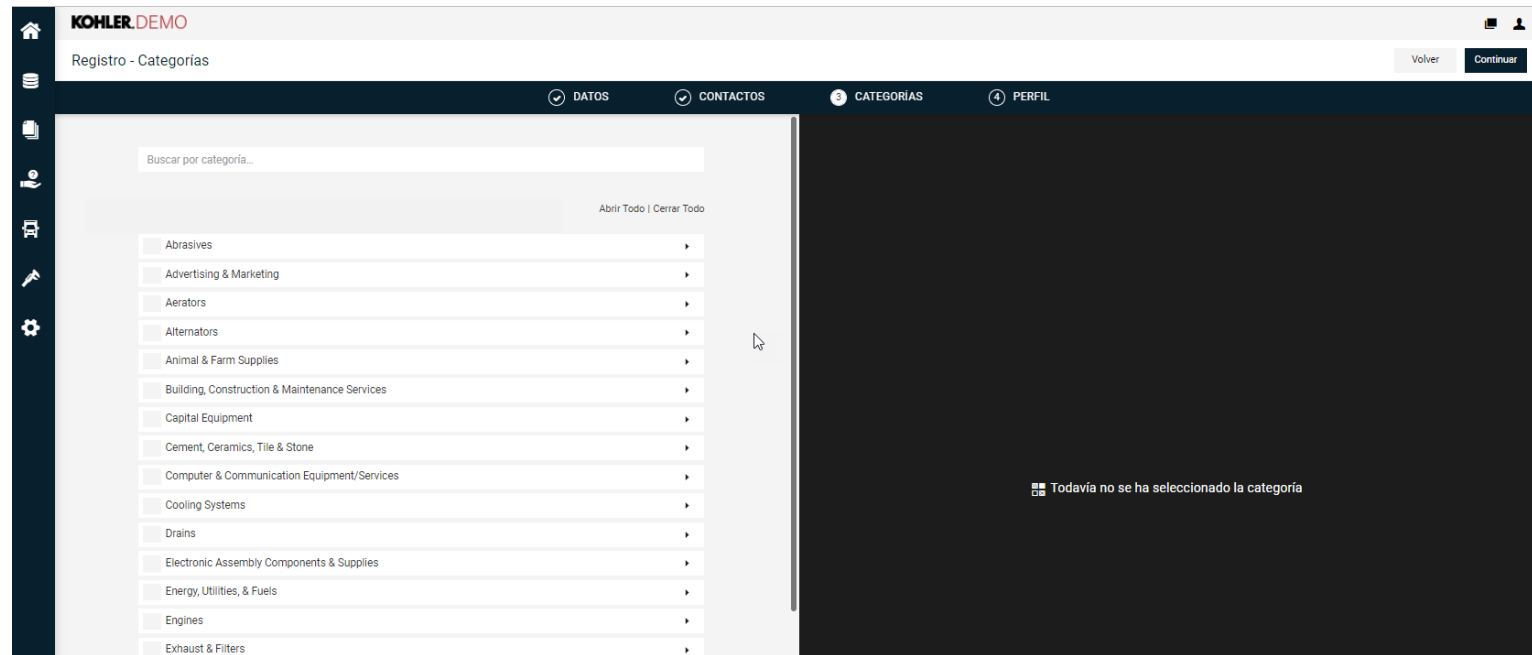 KOHLER.DEMO
Registro - Categorías
Volver
Continuar
DATOS
CONTACTOS
3 CATEGORÍAS
4 PERFIL
Buscar por categoría...
Abrir Todo | Cerrar Todo
Abrasives
Advertising & Marketing
Aerators
Alternators
Animal & Farm Supplies
Building, Construction & Maintenance Services
Capital Equipment
Cement, Ceramics, Tile & Stone
Computer & Communication Equipment/Services
Cooling Systems
Drains
Electronic Assembly Components & Supplies
Energy, Utilities, & Fuels
Engines
Exhaust & Filters
Todavía no se ha seleccionado la categoría